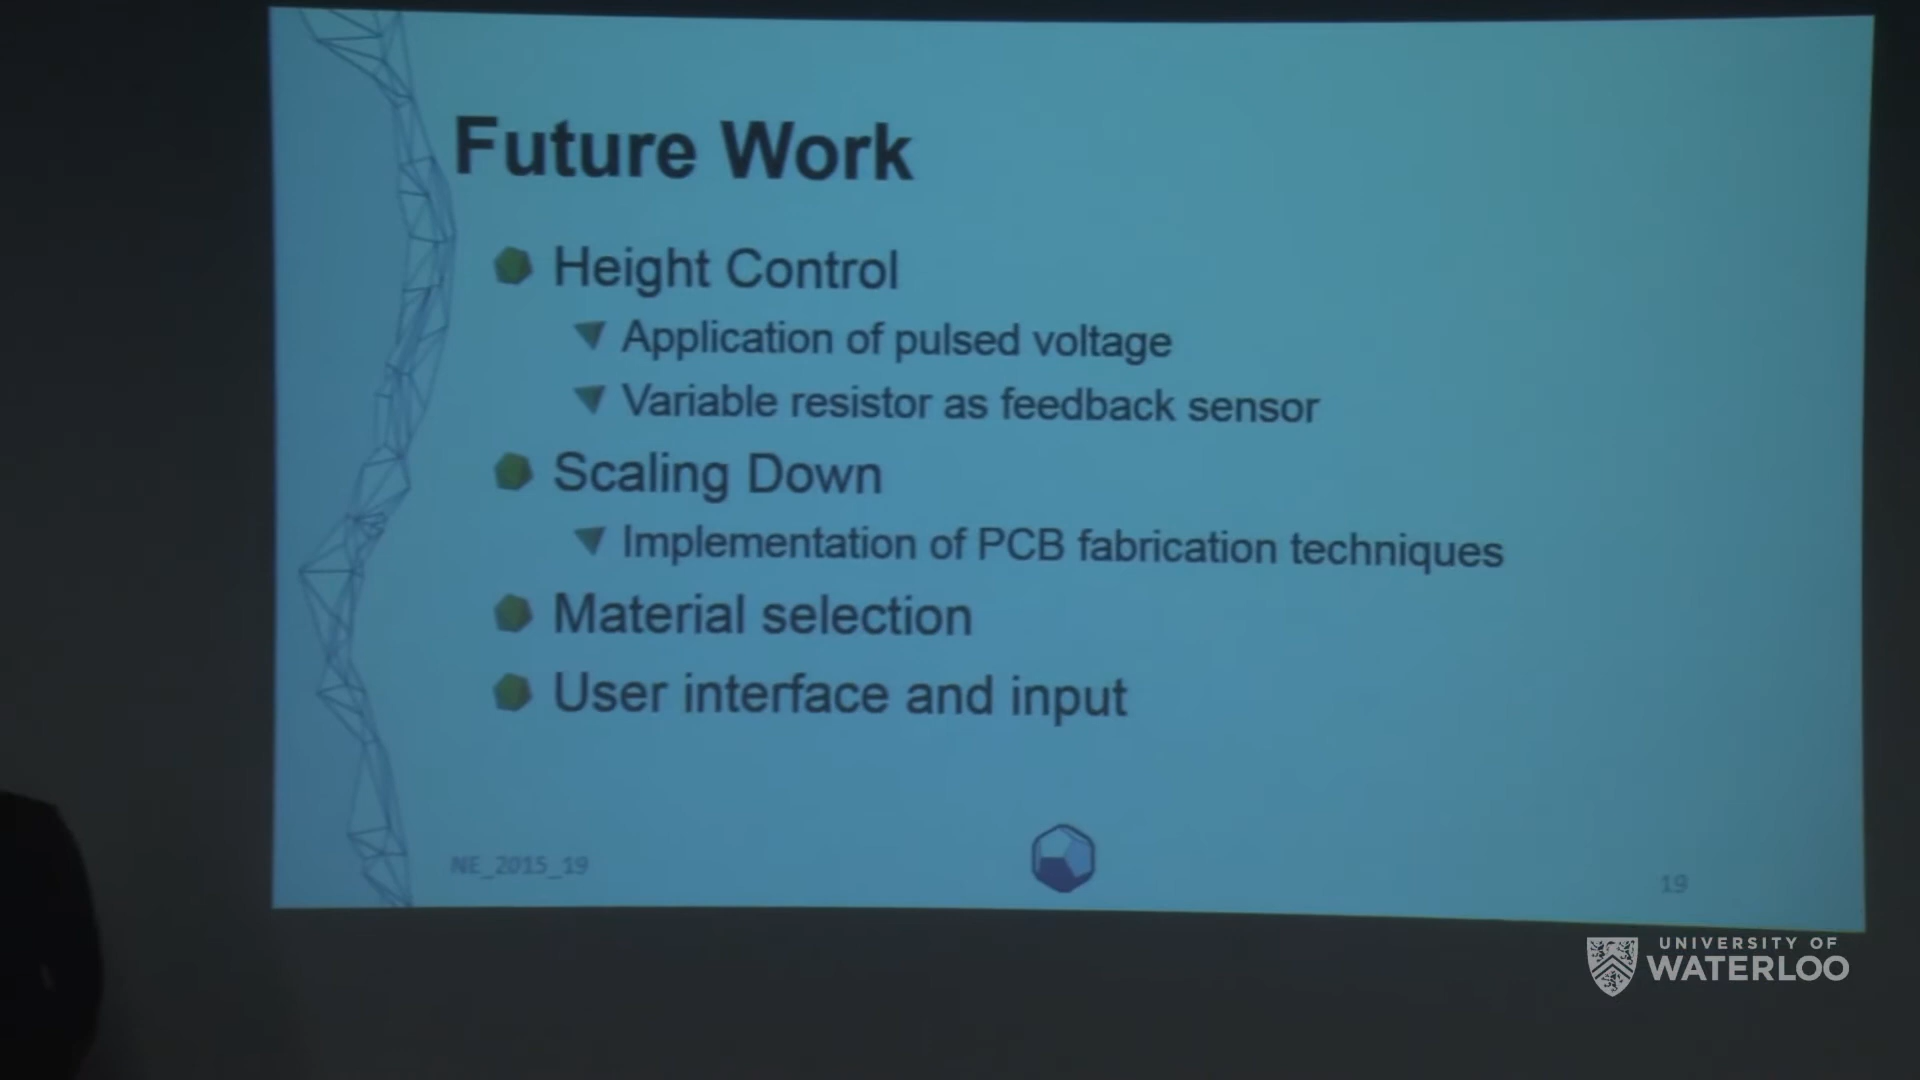 Future Work
Height Control
Application of pulsed voltage
Variable resistor as feedback sensor
Scaling Down
Implementation of PCB fabrication techniques
Material selection
User interface and input
NE_2015_19
19
UNIVERSITY OF
WATERLOO